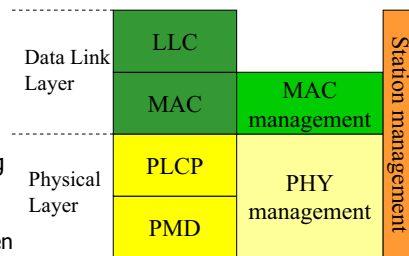 Data Link
Layer
LLC
MAC
MAC
management
Physical
Layer
PLCP
PMD
PHY
management
Station management